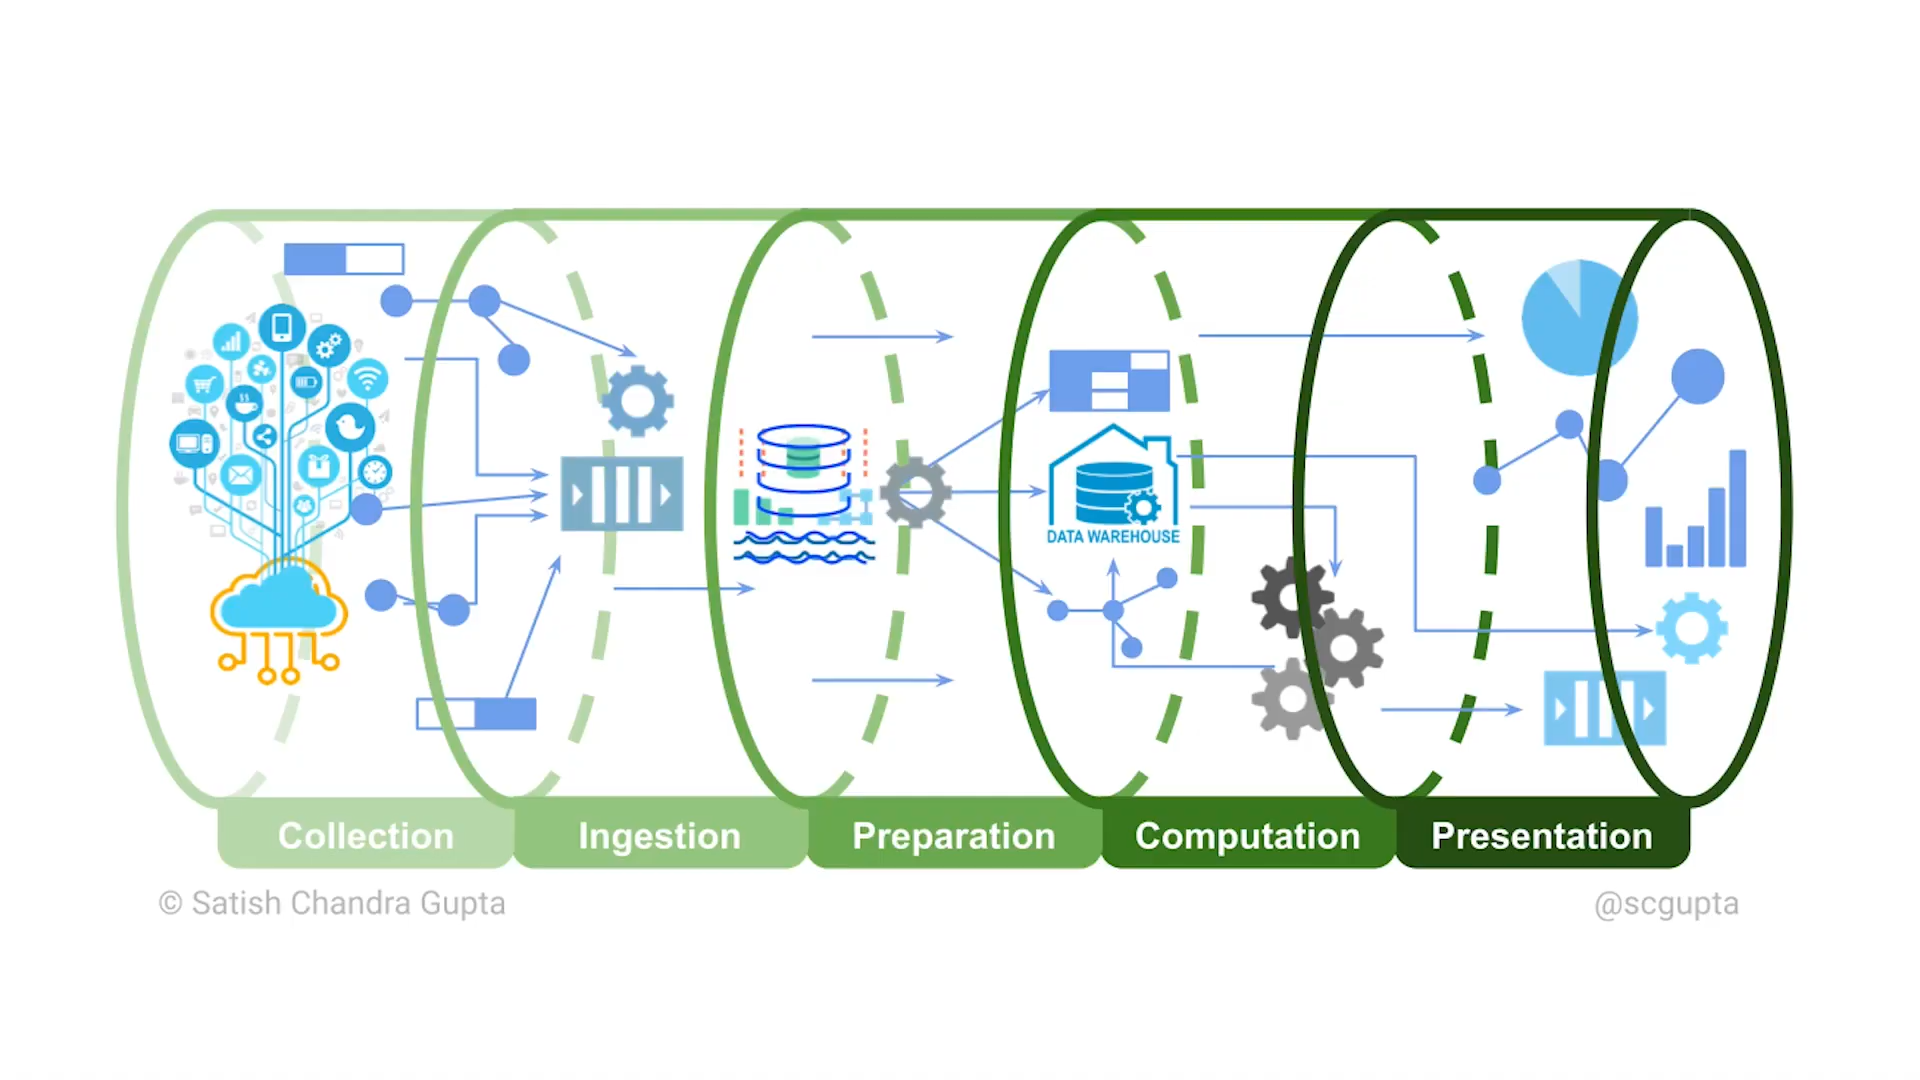 DATA WAREHOUSE
Collection
Ingestion
Preparation
Computation
Presentation
© Satish Chandra Gupta
@scgupta